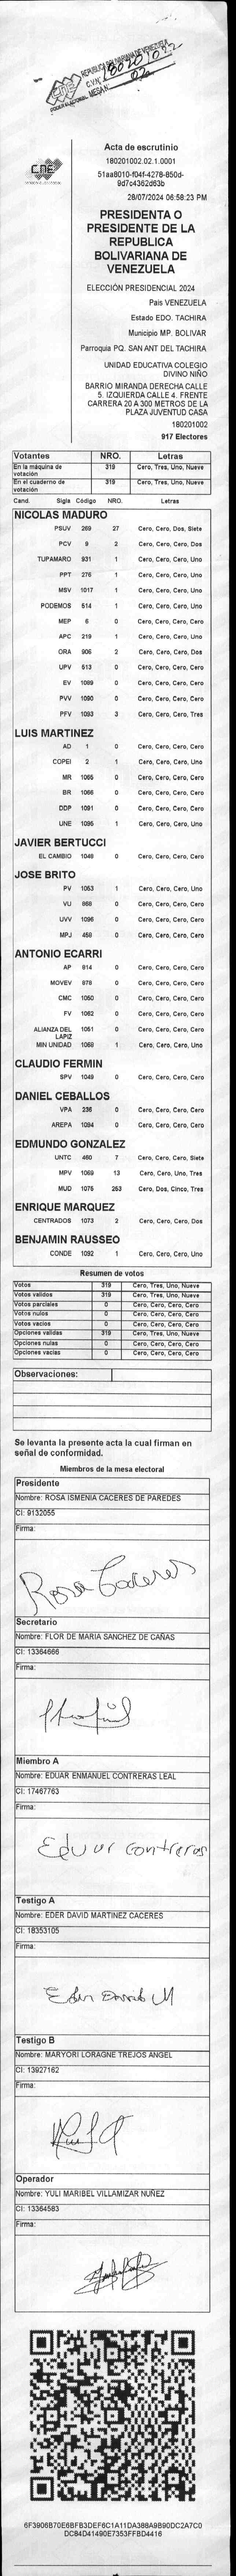 REPUBLICA BOLIVARIANA DE VENEZUELA
CNE
PODER ELECTORAL
C.V.N° 180201002
MESA N° 02
CNE
Acta de escrutinio
180201002.02.1.0001
51aa8010-f04f-4278-850d-
9d7c4362d63b
28/07/2024 06:58:23 PM
PRESIDENTA O
PRESIDENTE DE LA
REPUBLICA
BOLIVARIANA DE
VENEZUELA
ELECCIÓN PRESIDENCIAL 2024
Pais VENEZUELA
Estado EDO. TACHIRA
Municipio MP. BOLIVAR
Parroquia PQ. SAN ANT DEL TACHIRA
UNIDAD EDUCATIVA COLEGIO
DIVINO NIÑO
BARRIO MIRANDA DERECHA CALLE
5. IZQUIERDA CALLE 4. FRENTE
CARRERA 20 A 300 METROS DE LA
PLAZA JUVENTUD CASA
180201002
917 Electores
Votantes NRO. Letras
En la máquina de votación 319 Cero, Tres, Uno, Nueve
En el cuaderno de votación 319 Cero, Tres, Uno, Nueve
Cand. Sigla Código NRO. Letras
NICOLAS MADURO
PSUV 269 27 Cero, Cero, Dos, Siete
PCV 9 2 Cero, Cero, Cero, Dos
TUPAMARO 931 1 Cero, Cero, Cero, Uno
PPT 276 1 Cero, Cero, Cero, Uno
MSV 1017 1 Cero, Cero, Cero, Uno
PODEMOS 514 1 Cero, Cero, Cero, Uno
MEP 6 0 Cero, Cero, Cero, Cero
APC 219 1 Cero, Cero, Cero, Uno
ORA 906 2 Cero, Cero, Cero, Dos
UPV 613 0 Cero, Cero, Cero, Cero
EV 1089 0 Cero, Cero, Cero, Cero
PVV 1090 0 Cero, Cero, Cero, Cero
PFV 1093 3 Cero, Cero, Cero, Tres
LUIS MARTINEZ
AD 1 0 Cero, Cero, Cero, Cero
COPEI 2 1 Cero, Cero, Cero, Uno
MR 1065 0 Cero, Cero, Cero, Cero
BR 1066 0 Cero, Cero, Cero, Cero
DDP 1091 0 Cero, Cero, Cero, Cero
UNE 1095 1 Cero, Cero, Cero, Uno
JAVIER BERTUCCI
EL CAMBIO 1048 0 Cero, Cero, Cero, Cero
JOSE BRITO
PV 1053 1 Cero, Cero, Cero, Uno
VU 868 0 Cero, Cero, Cero, Cero
UVV 1096 0 Cero, Cero, Cero, Cero
MPJ 458 0 Cero, Cero, Cero, Cero
ANTONIO ECARRI
AP 814 0 Cero, Cero, Cero, Cero
MOVEV 878 0 Cero, Cero, Cero, Cero
CMC 1050 0 Cero, Cero, Cero, Cero
FV 1062 0 Cero, Cero, Cero, Cero
ALIANZA DEL LAPIZ 1051 0 Cero, Cero, Cero, Cero
MIN UNIDAD 1068 1 Cero, Cero, Cero, Uno
CLAUDIO FERMIN
SPV 1049 0 Cero, Cero, Cero, Cero
DANIEL CEBALLOS
VPA 236 0 Cero, Cero, Cero, Cero
AREPA 1094 0 Cero, Cero, Cero, Cero
EDMUNDO GONZALEZ
UNTC 460 7 Cero, Cero, Cero, Siete
MPV 1069 13 Cero, Cero, Uno, Tres
MUD 1075 253 Cero, Dos, Cinco, Tres
ENRIQUE MARQUEZ
CENTRADOS 1073 2 Cero, Cero, Cero, Dos
BENJAMIN RAUSSEO
CONDE 1092 1 Cero, Cero, Cero, Uno
Resumen de votos
Votos 319 Cero, Tres, Uno, Nueve
Votos validos 319 Cero, Tres, Uno, Nueve
Votos parciales 0 Cero, Cero, Cero, Cero
Votos nulos 0 Cero, Cero, Cero, Cero
Votos vacios 0 Cero, Cero, Cero, Cero
Opciones validas 319 Cero, Tres, Uno, Nueve
Opciones nulas 0 Cero, Cero, Cero, Cero
Opciones vacias 0 Cero, Cero, Cero, Cero
Observaciones:
Se levanta la presente acta la cual firman en
señal de conformidad.
Miembros de la mesa electoral
Presidente
Nombre: ROSA ISMENIA CACERES DE PAREDES
CI: 9132055
Firma:
Rosa Caceres
Secretario
Nombre: FLOR DE MARIA SANCHEZ DE CAÑAS
CI: 13364666
Firma:
Miembro A
Nombre: EDUAR ENMANUEL CONTRERAS LEAL
CI: 17467763
Firma:
Eduar contreras
Testigo A
Nombre: EDER DAVID MARTINEZ CACERES
CI: 18353105
Firma:
Eder David M
Testigo B
Nombre: MARYORI LORAGNE TREJOS ANGEL
CI: 13927162
Firma:
Operador
Nombre: YULI MARIBEL VILLAMIZAR NUÑEZ
CI: 13364583
Firma:
6F3906B70E6BFB3DEF6C1A11DA388A9B90DC2A7C0
DC84D41490E7353FFBD4416